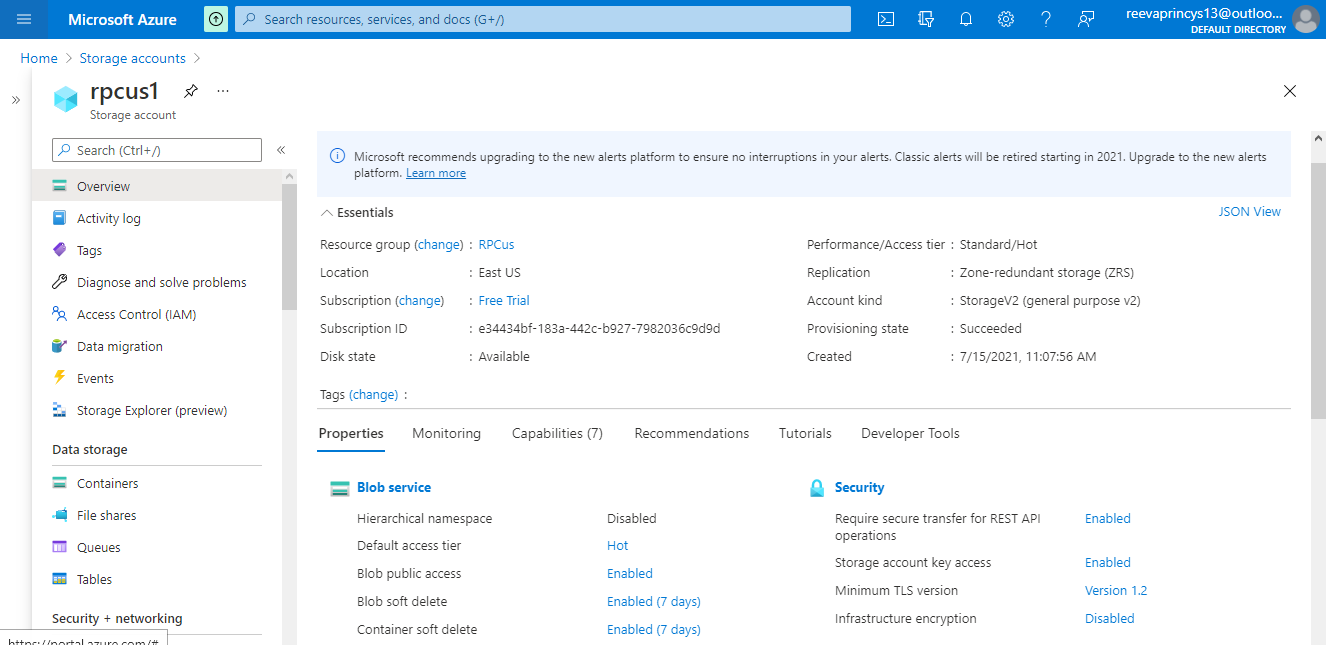 Microsoft Azure
Search resources, services, and docs (G+/)
reevaprincys13@outloo...
DEFAULT DIRECTORY
Home > Storage accounts >
rpcus1
...
Storage account
Search (Ctrl+/)
Overview
Activity log
Tags
Diagnose and solve problems
Access Control (IAM)
Data migration
Events
Storage Explorer (preview)
Data storage
Containers
File shares
Queues
Tables
Security + networking
https://portal.azure.com/#
Microsoft recommends upgrading to the new alerts platform to ensure no interruptions in your alerts. Classic alerts will be retired starting in 2021. Upgrade to the new alerts
platform. Learn more
Essentials
JSON View
Resource group (change) : RPCus
Location : East US
Subscription (change) : Free Trial
Subscription ID : e34434bf-183a-442c-b927-7982036c9d9d
Disk state : Available
Performance/Access tier : Standard/Hot
Replication : Zone-redundant storage (ZRS)
Account kind : StorageV2 (general purpose v2)
Provisioning state : Succeeded
Created : 7/15/2021, 11:07:56 AM
Tags (change) :
Properties Monitoring Capabilities (7) Recommendations Tutorials Developer Tools
Blob service
Hierarchical namespace Disabled
Default access tier Hot
Blob public access Enabled
Blob soft delete Enabled (7 days)
Container soft delete Enabled (7 days)
Security
Require secure transfer for REST API Enabled
operations
Storage account key access Enabled
Minimum TLS version Version 1.2
Infrastructure encryption Disabled